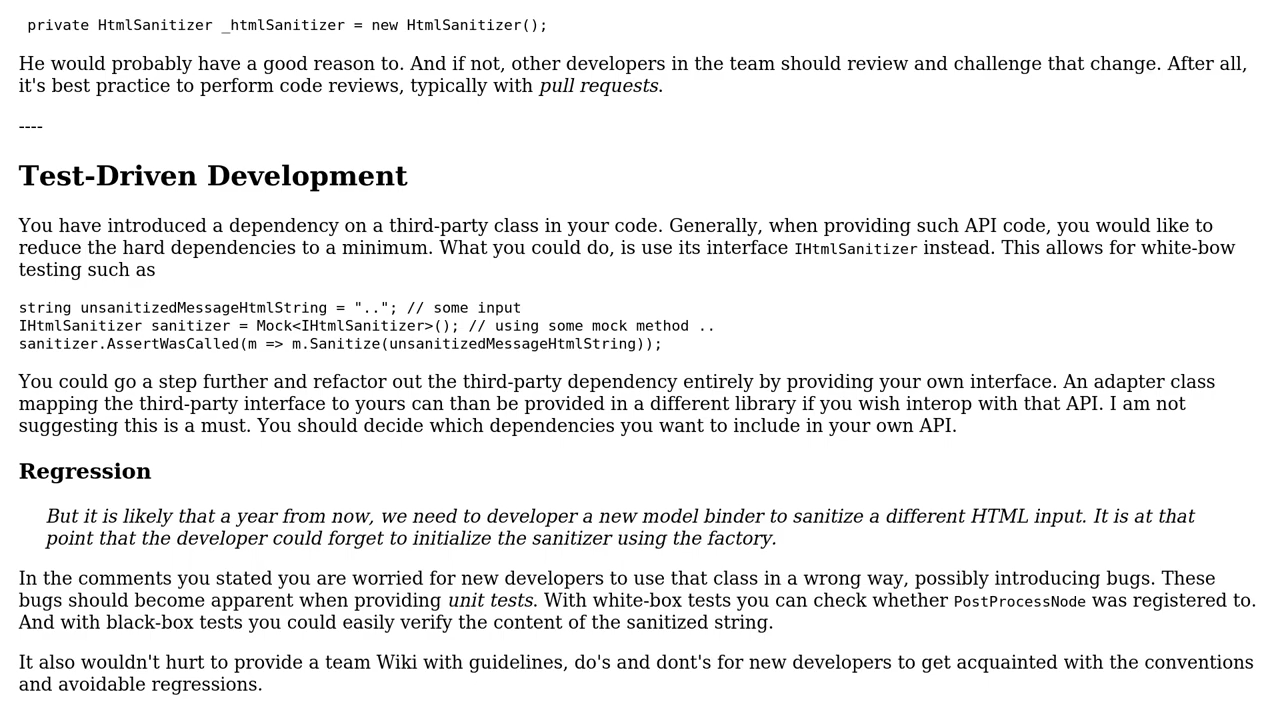 private HtmlSanitizer _htmlSanitizer = new HtmlSanitizer();
He would probably have a good reason to. And if not, other developers in the team should review and challenge that change. After all,
it's best practice to perform code reviews, typically with pull requests.
----
Test-Driven Development
You have introduced a dependency on a third-party class in your code. Generally, when providing such API code, you would like to
reduce the hard dependencies to a minimum. What you could do, is use its interface IHtmlSanitizer instead. This allows for white-bow
testing such as
string unsanitizedMessageHtmlString = ".."; // some input
IHtmlSanitizer sanitizer = Mock<IHtmlSanitizer>(); // using some mock method ..
sanitizer.AssertWasCalled(m => m.Sanitize(unsanitizedMessageHtmlString));
You could go a step further and refactor out the third-party dependency entirely by providing your own interface. An adapter class
mapping the third-party interface to yours can than be provided in a different library if you wish interop with that API. I am not
suggesting this is a must. You should decide which dependencies you want to include in your own API.
Regression
But it is likely that a year from now, we need to developer a new model binder to sanitize a different HTML input. It is at that
point that the developer could forget to initialize the sanitizer using the factory.
In the comments you stated you are worried for new developers to use that class in a wrong way, possibly introducing bugs. These
bugs should become apparent when providing unit tests. With white-box tests you can check whether PostProcessNode was registered to.
And with black-box tests you could easily verify the content of the sanitized string.
It also wouldn't hurt to provide a team Wiki with guidelines, do's and dont's for new developers to get acquainted with the conventions
and avoidable regressions.